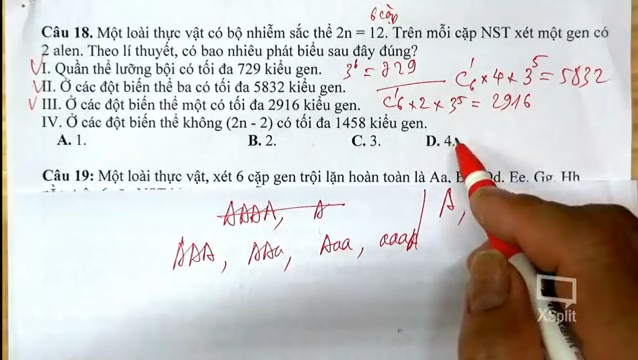 6 cặp
Câu 18. Một loài thực vật có bộ nhiễm sắc thể 2n = 12. Trên mỗi cặp NST xét một gen có
2 alen. Theo lí thuyết, có bao nhiêu phát biểu sau đây đúng?
I. Quần thể lưỡng bội có tối đa 729 kiểu gen. 3⁶ = 829
II. Ở các đột biến thể ba có tối đa 5832 kiểu gen. C₆¹ × 4 × 3⁵ = 5832
III. Ở các đột biến thể một có tối đa 2916 kiểu gen. C₆¹ × 2 × 3⁵ = 2916
IV. Ở các đột biến thể không (2n - 2) có tối đa 1458 kiểu gen.
A. 1. B. 2. C. 3. D. 4.
Câu 19: Một loài thực vật, xét 6 cặp gen trội lặn hoàn toàn là Aa, Ee, Gg, Hh
AAAA, A A,
AAA, AAa, Aaa, aaa
XSplit